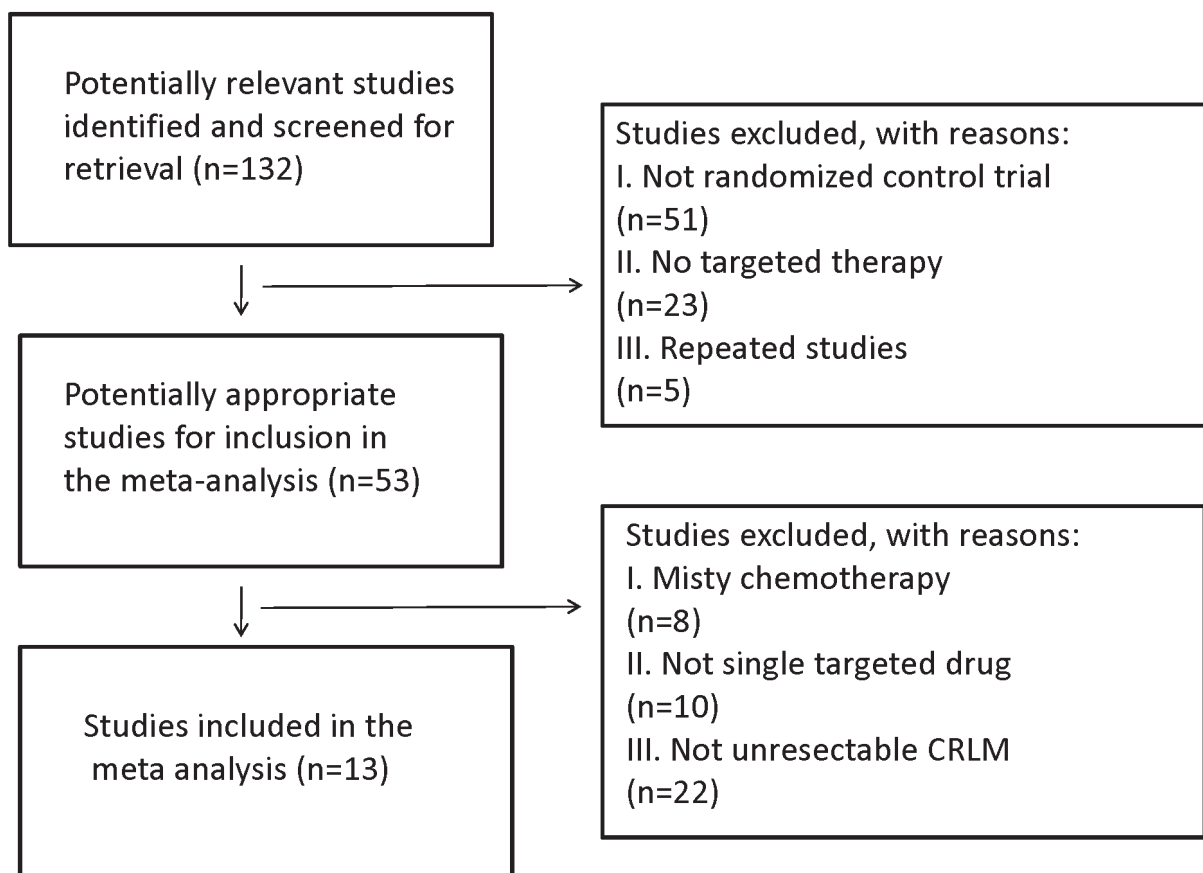 Potentially relevant studies
identified and screened for
retrieval (n=132)
Studies excluded, with reasons:
I. Not randomized control trial
(n=51)
II. No targeted therapy
(n=23)
III. Repeated studies
(n=5)
Potentially appropriate
studies for inclusion in
the meta-analysis (n=53)
Studies excluded, with reasons:
I. Misty chemotherapy
(n=8)
II. Not single targeted drug
(n=10)
III. Not unresectable CRLM
(n=22)
Studies included in the
meta analysis (n=13)